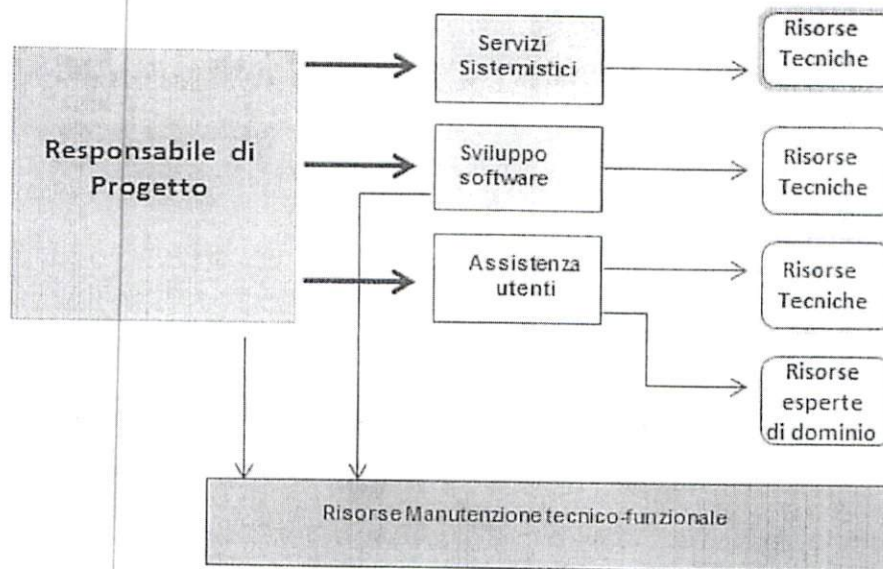 Responsabile di
Progetto
Servizi
Sistemistici
Risorse
Tecniche
Sviluppo
software
Risorse
Tecniche
Assistenza
utenti
Risorse
Tecniche
Risorse
esperte
di dominio
Risorse Manutenzione tecnico-funzionale